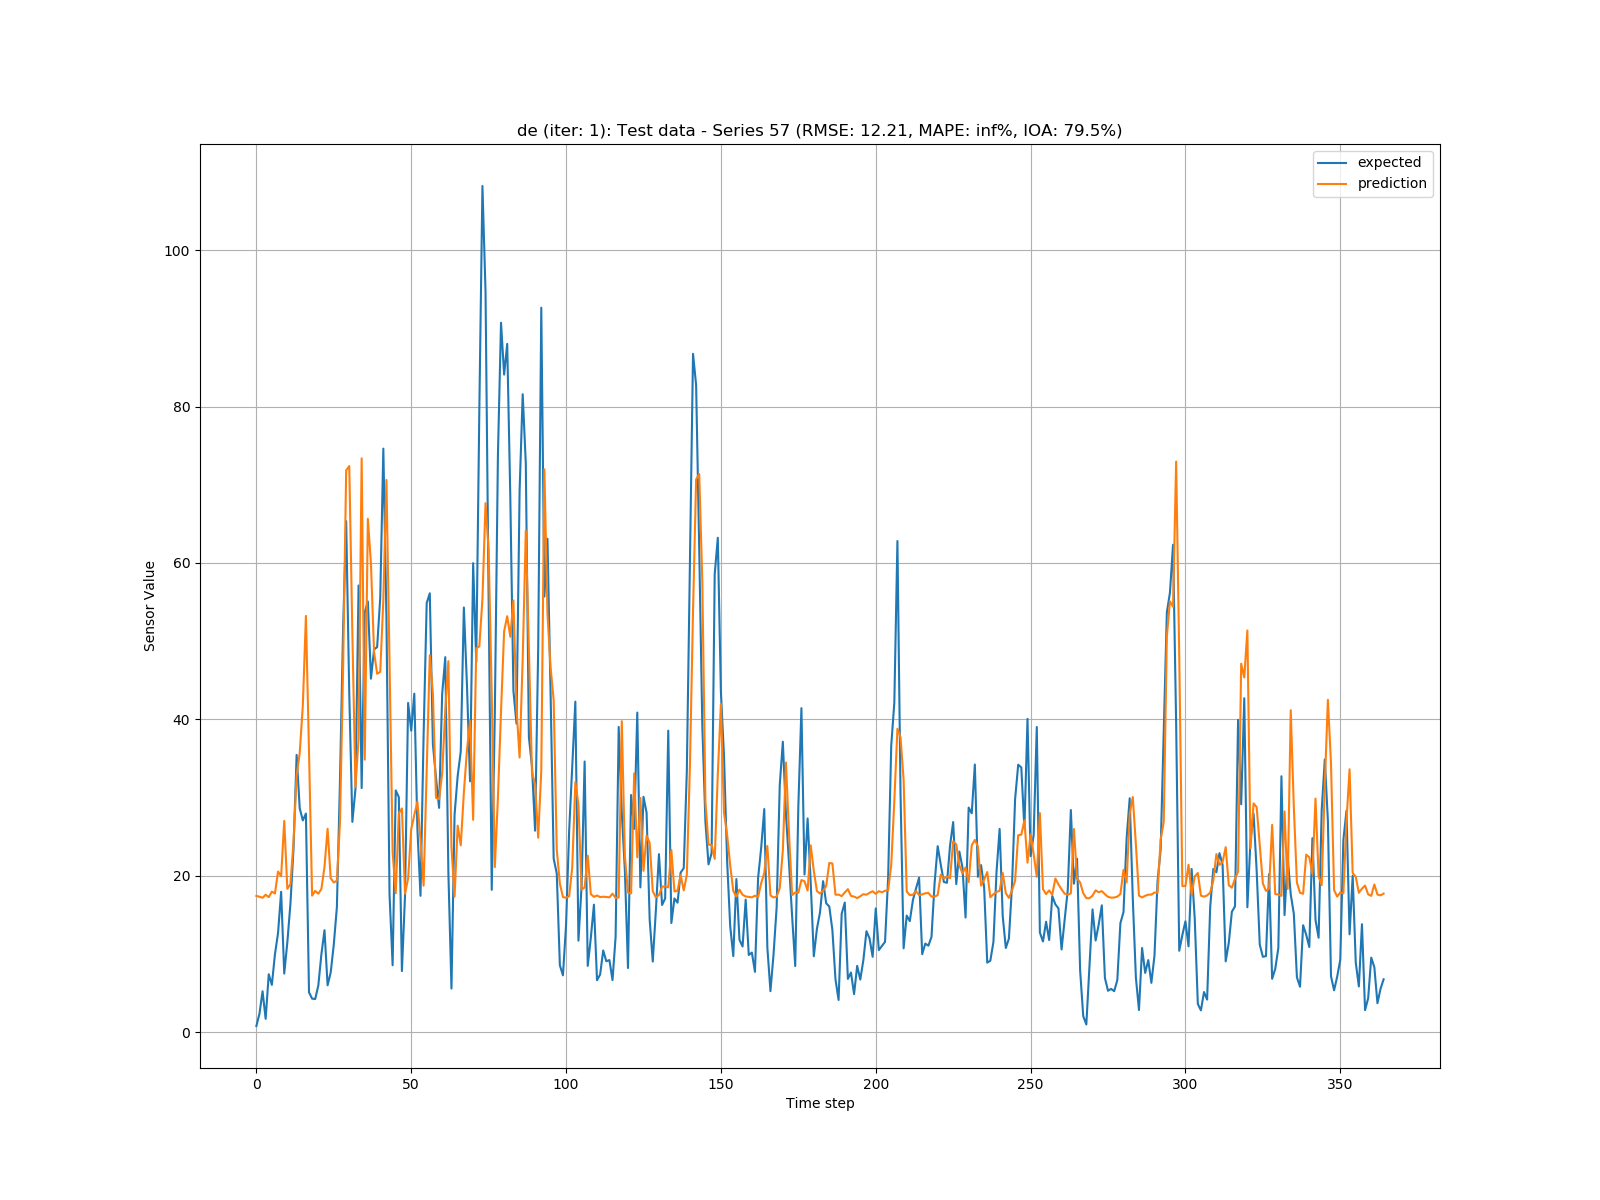 de (iter: 1): Test data - Series 57 (RMSE: 12.21, MAPE: inf%, IOA: 79.5%)
expected
prediction
100
80
60
40
20
0
Sensor Value
0 50 100 150 200 250 300 350
Time step